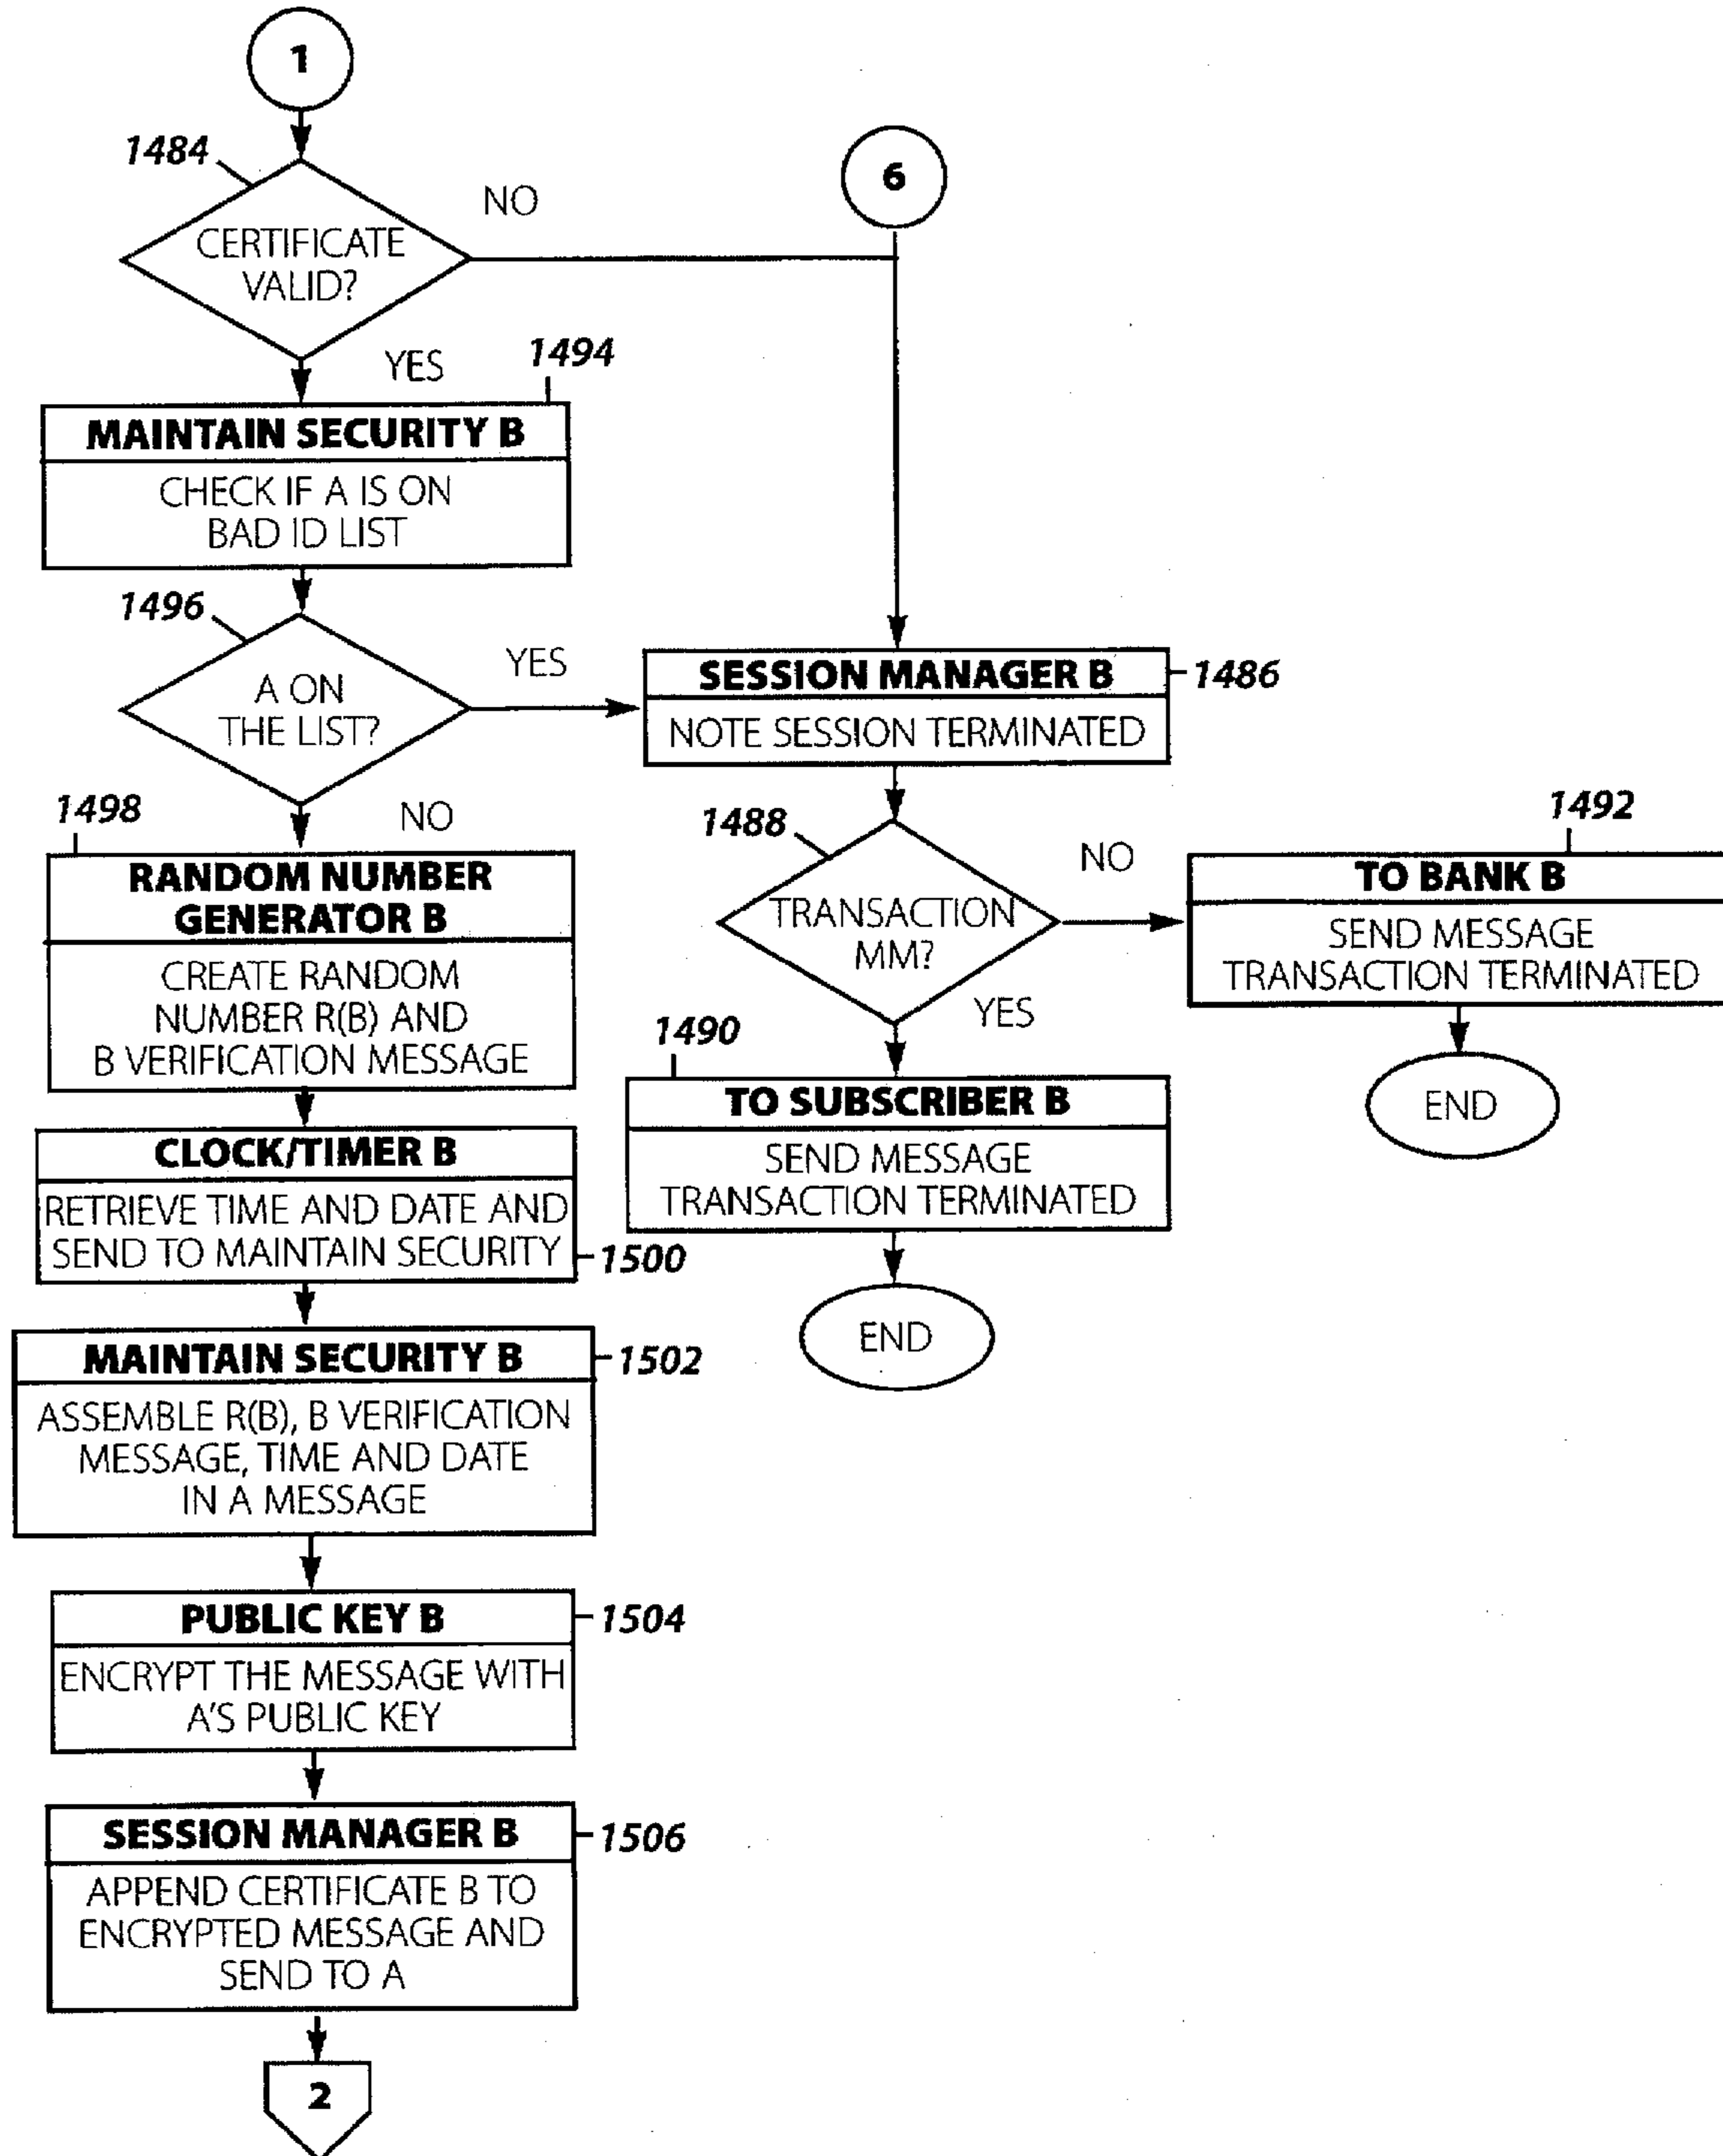 1
1484
NO
6
CERTIFICATE
VALID?
YES
1494
MAINTAIN SECURITY B
CHECK IF A IS ON
BAD ID LIST
1496
YES
A ON
THE LIST?
SESSION MANAGER B
1486
NOTE SESSION TERMINATED
NO
1498
RANDOM NUMBER
GENERATOR B
CREATE RANDOM
NUMBER R(B) AND
B VERIFICATION MESSAGE
1488
TRANSACTION
MM?
NO
1492
TO BANK B
SEND MESSAGE
TRANSACTION TERMINATED
END
YES
1490
TO SUBSCRIBER B
SEND MESSAGE
TRANSACTION TERMINATED
END
CLOCK/TIMER B
RETRIEVE TIME AND DATE AND
SEND TO MAINTAIN SECURITY
1500
MAINTAIN SECURITY B
1502
ASSEMBLE R(B), B VERIFICATION
MESSAGE, TIME AND DATE
IN A MESSAGE
PUBLIC KEY B
1504
ENCRYPT THE MESSAGE WITH
A'S PUBLIC KEY
SESSION MANAGER B
1506
APPEND CERTIFICATE B TO
ENCRYPTED MESSAGE AND
SEND TO A
2